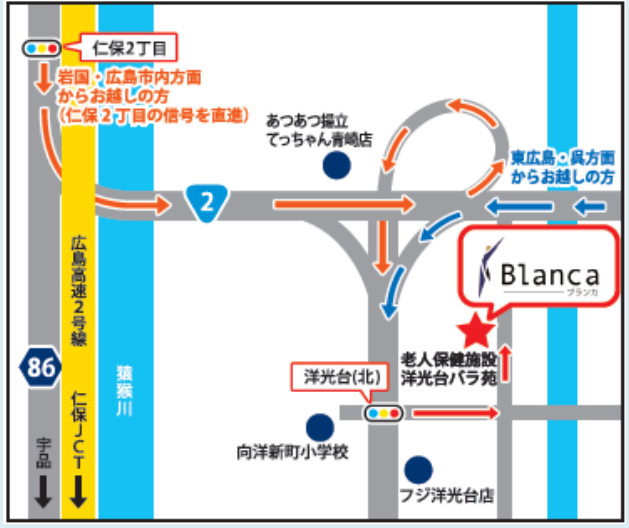 仁保2丁目
岩国・広島市内方面
からお越しの方
(仁保2丁目の信号を直進)
あつあつ揚立
てっちゃん青崎店
東広島・呉方面
からお越しの方
2
広島高速2号線
仁保JCT
86
宇品
猿猴川
Blanca
ブランカ
老人保健施設
洋光台バラ苑
洋光台(北)
向洋新町小学校
フジ洋光台店